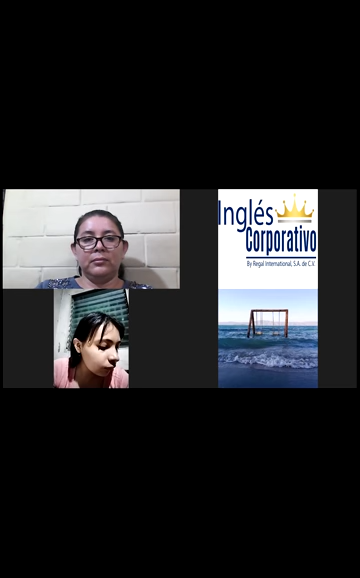 Inglés
Corporativo
By Regal International, S.A. de C.V.